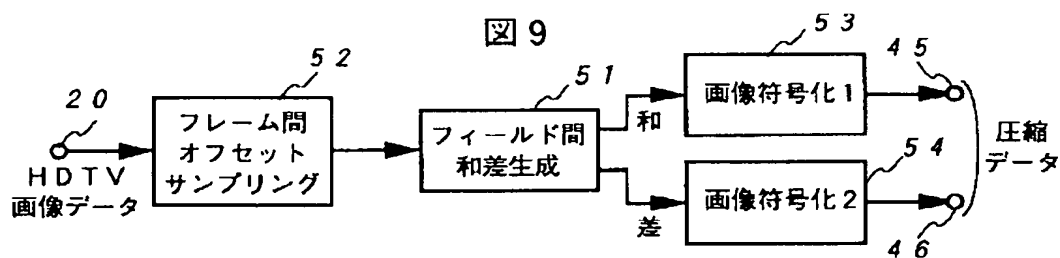 図9
20
HDTV
画像データ
52
フレーム間
オフセット
サンプリング
51
フィールド間
和差生成
和
差
53
画像符号化1
54
画像符号化2
45
46
圧縮
データ